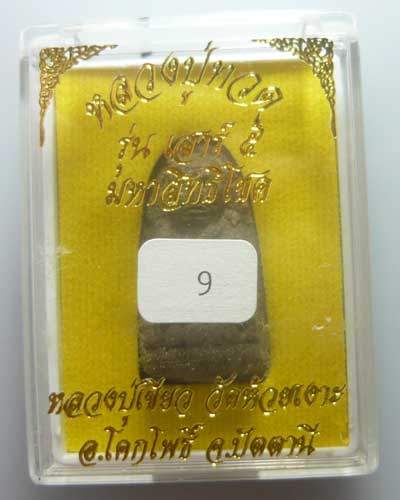 หลวงปู่ทวด
รุ่น เสาร์ ๕
มหาสิทธิโชค
9
หลวงปู่เขียว วัดห้วยเงาะ
อ.โคกโพธิ์ จ.ปัตตานี